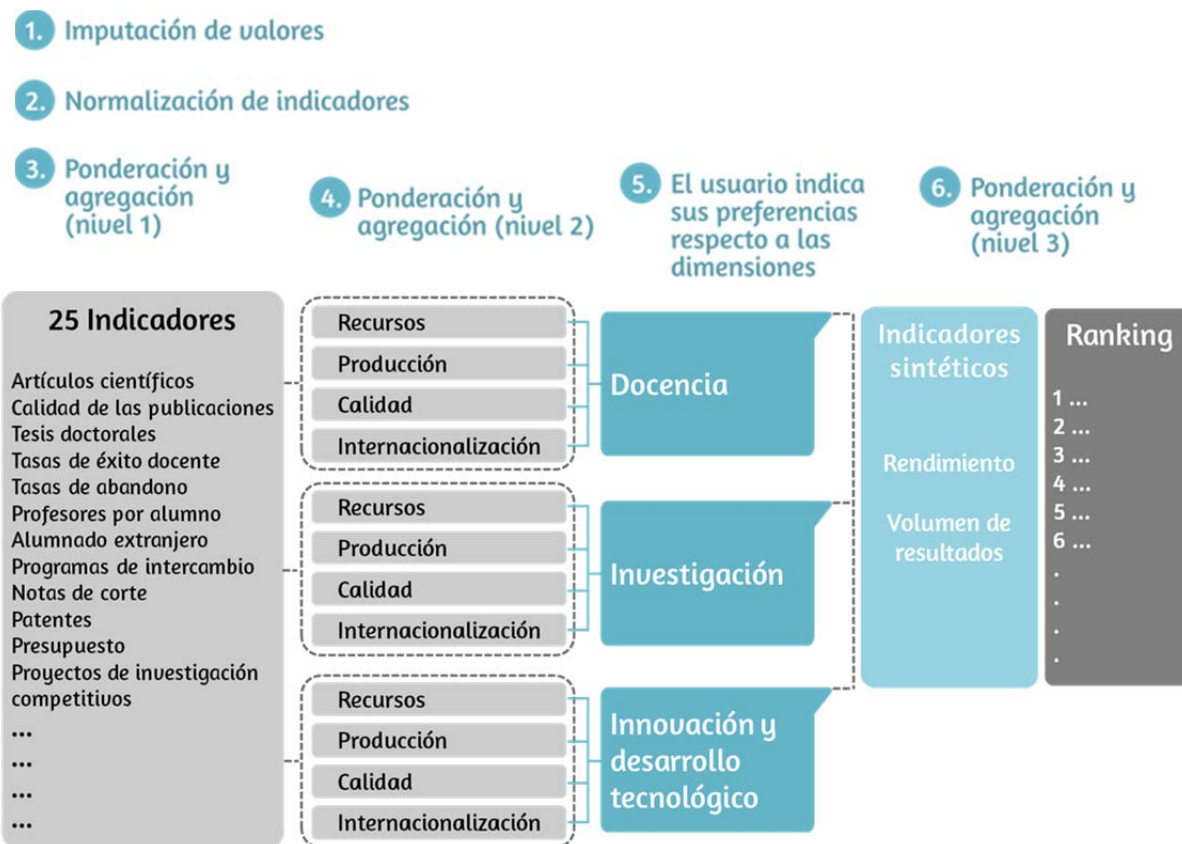 1. Imputación de valores
2. Normalización de indicadores
3. Ponderación y
agregación
(nivel 1)
4. Ponderación y
agregación (nivel 2)
5. El usuario indica
sus preferencias
respecto a las
dimensiones
6. Ponderación y
agregación
(nivel 3)
25 Indicadores
Artículos científicos
Calidad de las publicaciones
Tesis doctorales
Tasas de éxito docente
Tasas de abandono
Profesores por alumno
Alumnado extranjero
Programas de intercambio
Notas de corte
Patentes
Presupuesto
Proyectos de investigación
competitivos
...
...
...
...
Recursos
Producción
Calidad
Internacionalización
Docencia
Recursos
Producción
Calidad
Internacionalización
Investigación
Recursos
Producción
Calidad
Internacionalización
Innovación y
desarrollo
tecnológico
Indicadores
sintéticos
Rendimiento
Volumen de
resultados
Ranking
1 ...
2 ...
3 ...
4 ...
5 ...
6 ...
.
.
.
.